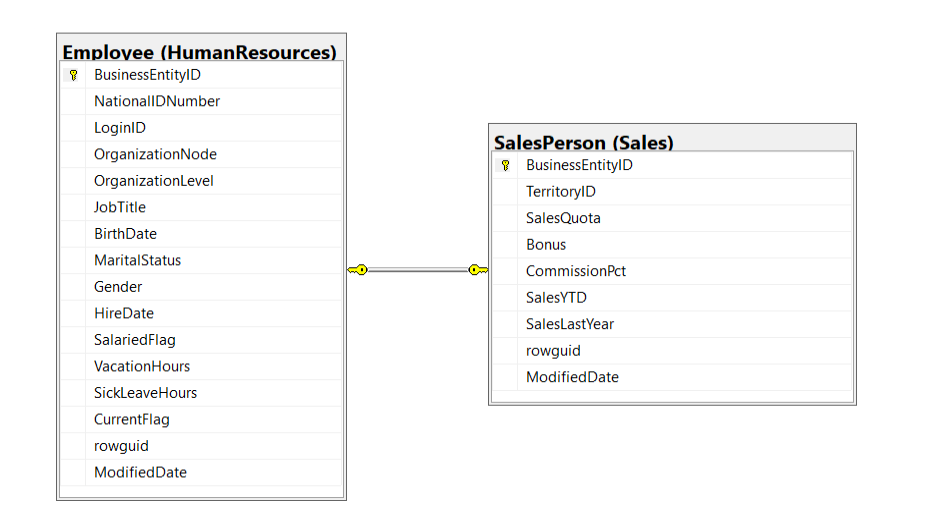 Employee (HumanResources)
BusinessEntityID
NationalIDNumber
LoginID
OrganizationNode
OrganizationLevel
JobTitle
BirthDate
MaritalStatus
Gender
HireDate
SalariedFlag
VacationHours
SickLeaveHours
CurrentFlag
rowguid
ModifiedDate
SalesPerson (Sales)
BusinessEntityID
TerritoryID
SalesQuota
Bonus
CommissionPct
SalesYTD
SalesLastYear
rowguid
ModifiedDate